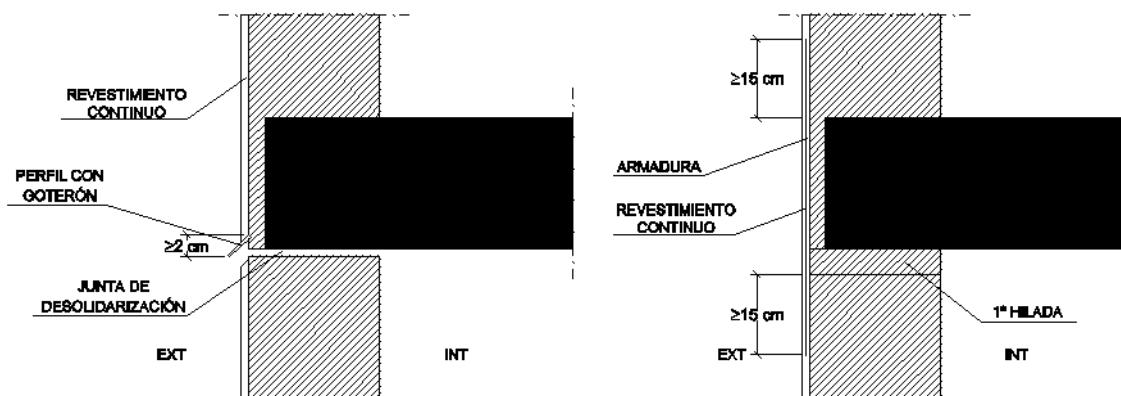 REVESTIMIENTO
CONTINUO
PERFIL CON
GOTERÓN
≥2 cm
JUNTA DE
DESOLIDARIZACIÓN
EXT
INT
≥15 cm
ARMADURA
REVESTIMIENTO
CONTINUO
≥15 cm
1ª HILADA
EXT
INT